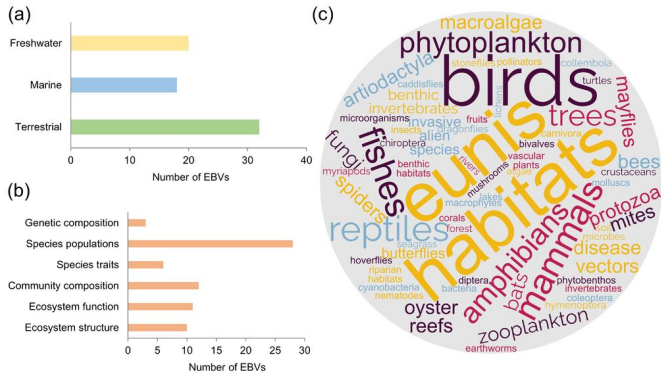 (a)
Freshwater
Marine
Terrestrial
0
10
20
30
40
Number of EBVs
(b)
Genetic composition
Species populations
Species traits
Community composition
Ecosystem function
Ecosystem structure
0
5
10
15
20
25
30
Number of EBVs
(c)
macroalgae
phytoplankton
stoneflies
pollinators
collembola
birds
turtles
artiodactyla
caddisflies
benthic
invertebrates
lichens
trees
mayflies
microorganisms
invasive
alien
species
fruits
insects
dragonflies
carnivora
fungi
fishes
chiroptera
eunis
habitats
bivalves
bees
crustaceans
myriapods
benthic
habitats
rivers
mushrooms
vascular
plants
algae
molluscs
spiders
macrophytes
lakes
protozoa
mites
reptiles
corals
forest
amphibians
mammals
soil
microbes
seagrass
butterflies
disease
vectors
hoverflies
riparian
habitats
diptera
bats
phytobenthos
invertebrates
cyanobacteria
bacteria
coleoptera
nematodes
hymenoptera
oyster
reefs
zooplankton
earthworms